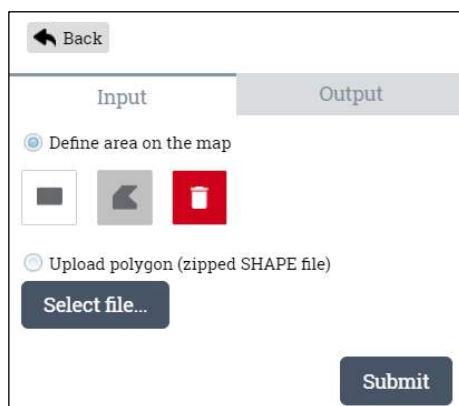 Back
Input Output
Define area on the map
Upload polygon (zipped SHAPE file)
Select file...
Submit